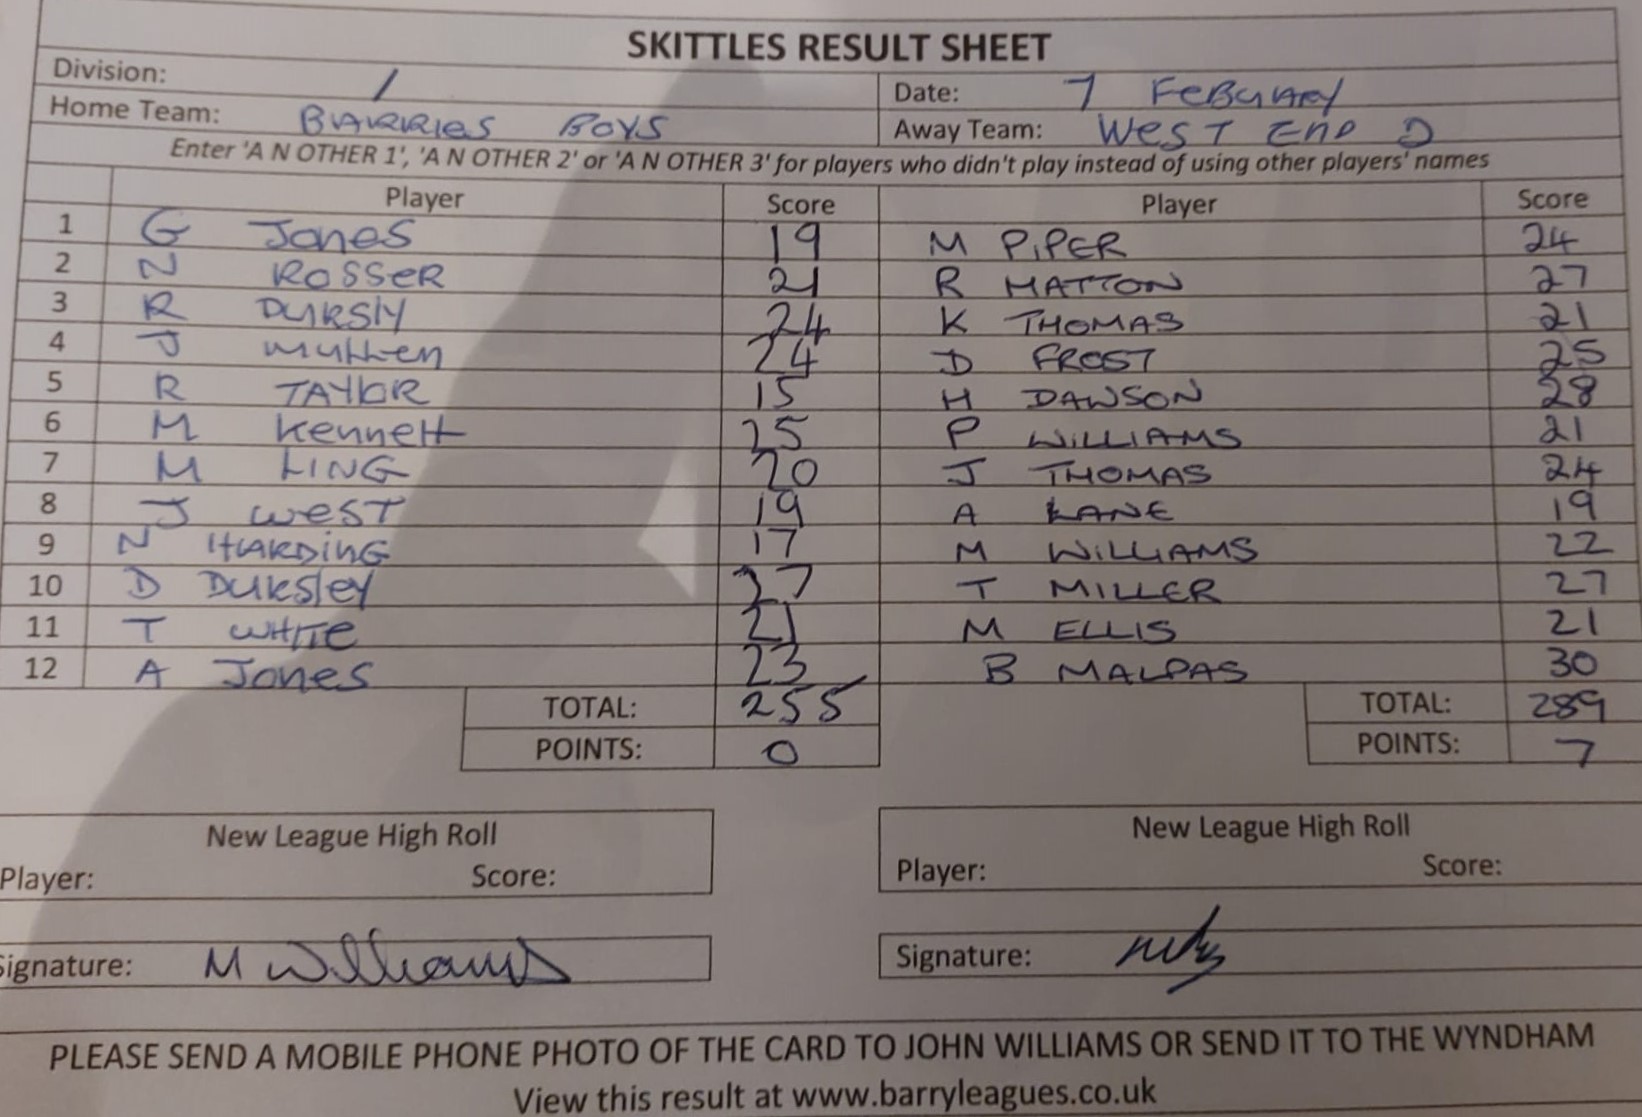 SKITTLES RESULT SHEET
Division: 1 Date: 7 FeBuARY
Home Team: BARRIES BOYS Away Team: WEST END D
Enter 'A N OTHER 1', 'A N OTHER 2' or 'A N OTHER 3' for players who didn't play instead of using other players' names
Player Score Player Score
1 G Jones 19 M PIPER 24
2 N ROSSER 21 R HATTON 27
3 R DURSLY 24 K THOMAS 21
4 J Mullen 24 D FROST 25
5 R TAYlOR 15 H DAWSON 28
6 M Kennett 25 P WILLIAMS 21
7 M LING 20 J THOMAS 24
8 J WEST 19 A LANE 19
9 N HARDING 17 M WILLIAMS 22
10 D DURSley 27 T MILLER 27
11 T WHITE 21 M ELLIS 21
12 A Jones 23 B MALPAS 30
TOTAL: 255 TOTAL: 289
POINTS: 0 POINTS: 7
New League High Roll New League High Roll
Player: Score: Player: Score:
Signature: M Williams Signature:
PLEASE SEND A MOBILE PHONE PHOTO OF THE CARD TO JOHN WILLIAMS OR SEND IT TO THE WYNDHAM
View this result at www.barryleagues.co.uk